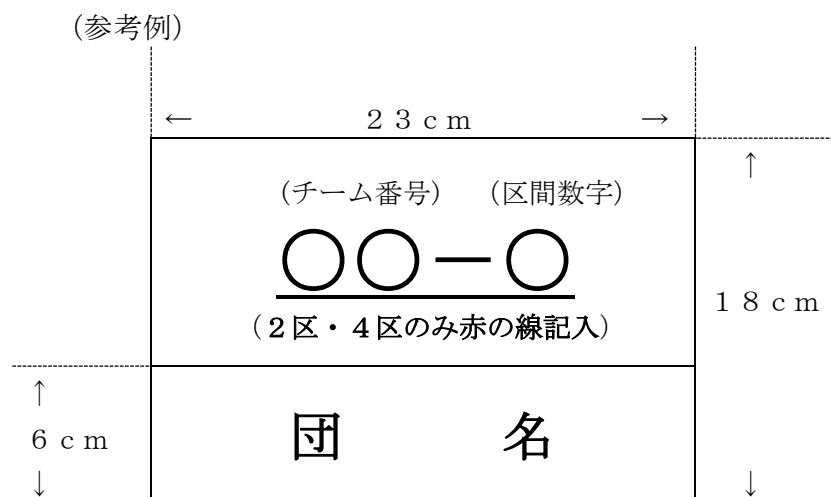 (参考例)
← 23cm →
↑
(チーム番号) (区間数字)
○○－○
18cm
(2区・4区のみ赤の線記入)
↑
6cm
団 名
↓ ↓